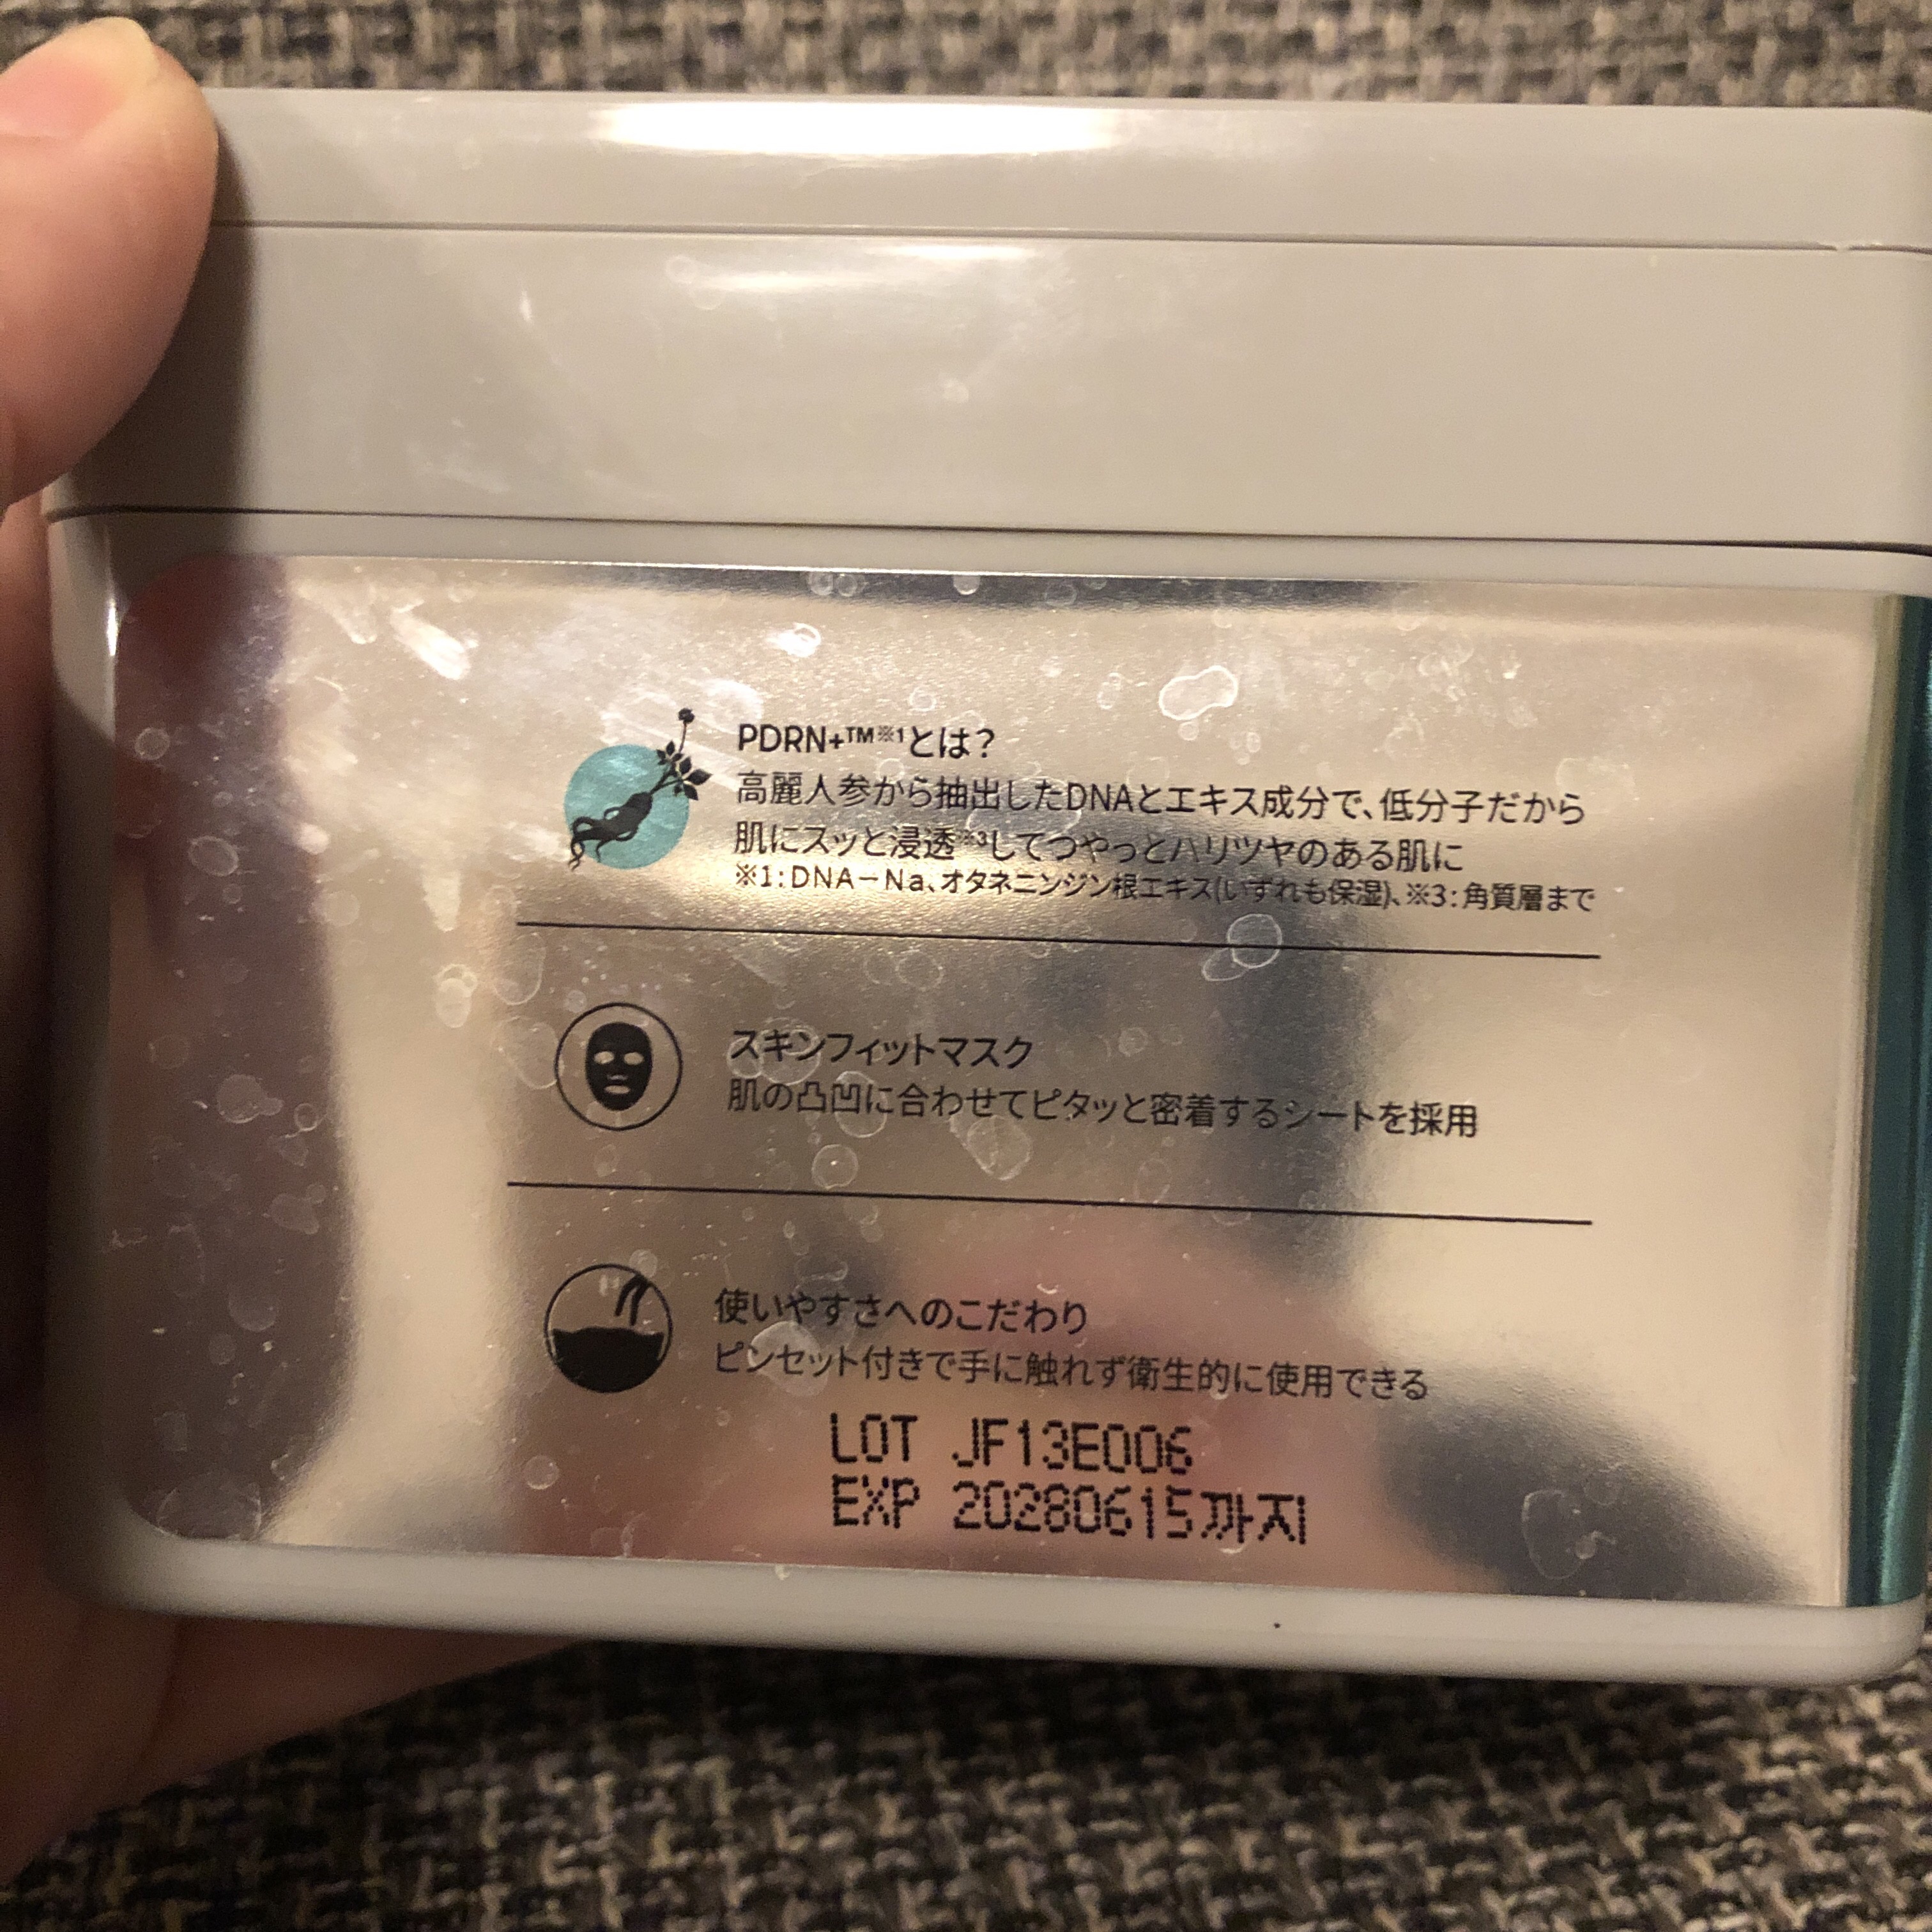 PDRN+™※1とは？
高麗人参から抽出したDNAとエキス成分で、低分子だから
肌にスッと浸透※3してつやっとハリツヤのある肌に
※1:DNA－Na、オタネニンジン根エキス(いずれも保湿)、※3:角質層まで
スキンフィットマスク
肌の凸凹に合わせてピタッと密着するシートを採用
使いやすさへのこだわり
ピンセット付きで手に触れず衛生的に使用できる
LOT JF13E006
EXP 20280615까지